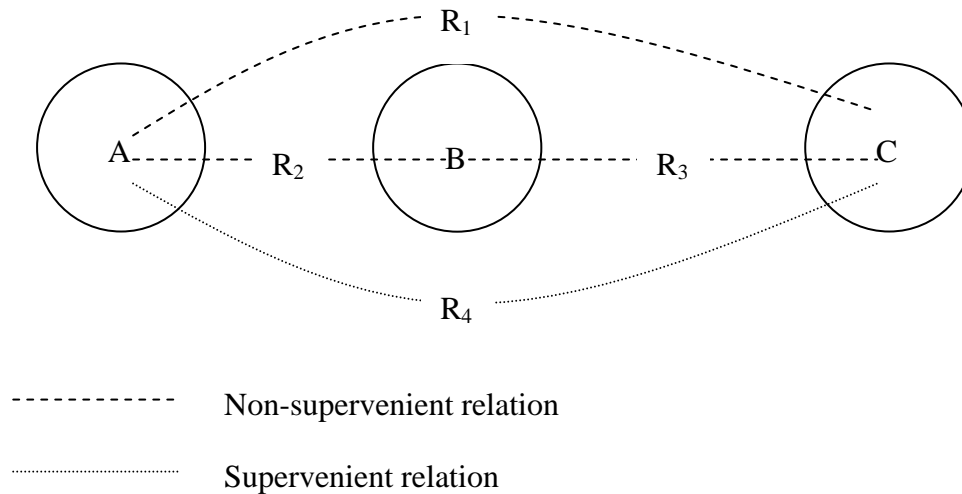 R₁
A R₂ B R₃ C
R₄
Non-supervenient relation
Supervenient relation